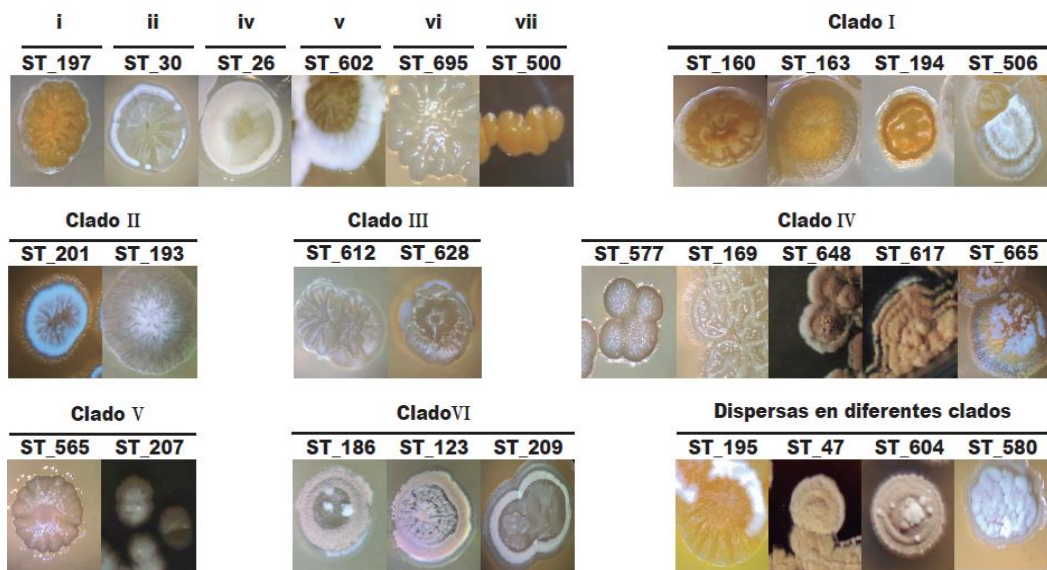 i ii iv v vi vii Clado I
ST_197 ST_30 ST_26 ST_602 ST_695 ST_500 ST_160 ST_163 ST_194 ST_506
Clado II Clado III Clado IV
ST_201 ST_193 ST_612 ST_628 ST_577 ST_169 ST_648 ST_617 ST_665
Clado V CladoVI Dispersas en diferentes clados
ST_565 ST_207 ST_186 ST_123 ST_209 ST_195 ST_47 ST_604 ST_580